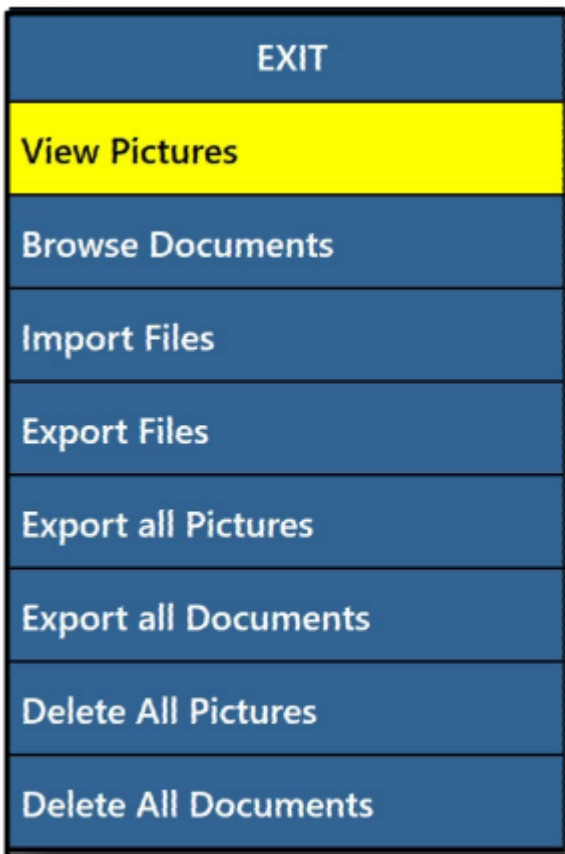 EXIT
View Pictures
Browse Documents
Import Files
Export Files
Export all Pictures
Export all Documents
Delete All Pictures
Delete All Documents